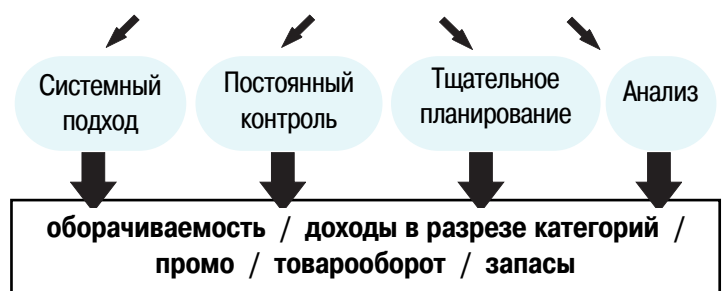 Системный
подход
Постоянный
контроль
Тщательное
планирование
Анализ
оборачиваемость / доходы в разрезе категорий /
промо / товарооборот / запасы